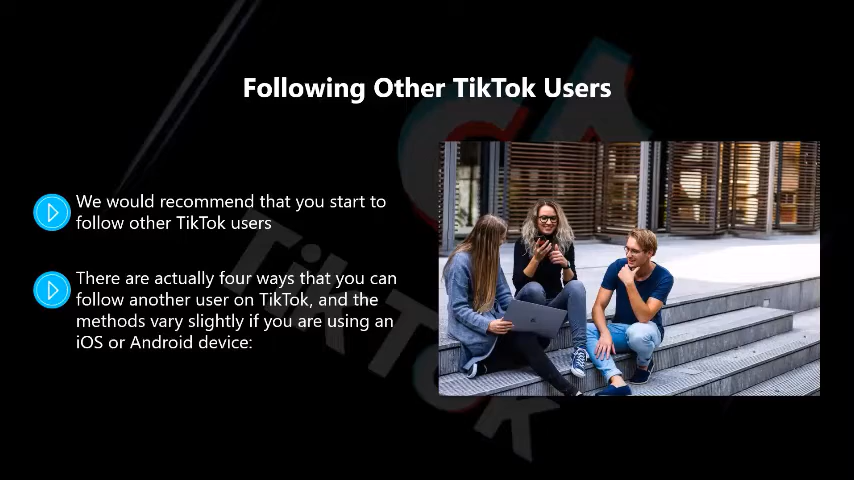 Following Other TikTok Users
We would recommend that you start to
follow other TikTok users
There are actually four ways that you can
follow another user on TikTok, and the
methods vary slightly if you are using an
iOS or Android device:
TikTok